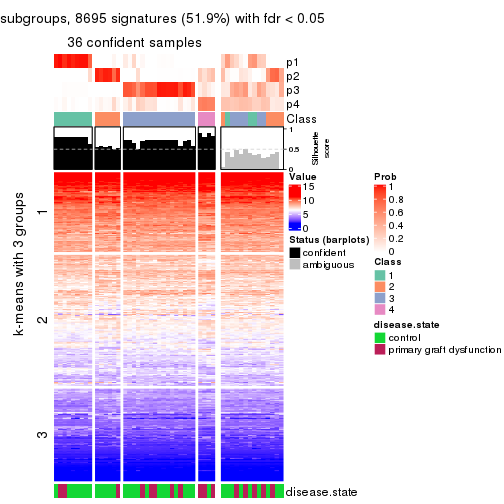 subgroups, 8695 signatures (51.9%) with fdr < 0.05
36 confident samples
p1
p2
p3
p4
Class
1
0.5
0
Silhouette
score
k-means with 3 groups
1
2
3
disease.state
Value
15
10
5
0
Status (barplots)
confident
ambiguous
Prob
1
0.8
0.6
0.4
0.2
0
Class
1
2
3
4
disease.state
control
primary graft dysfunction